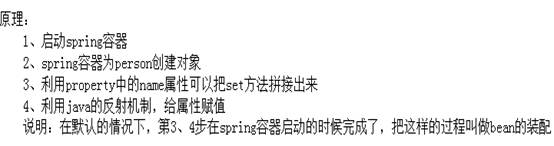 原理:
1、启动spring容器
2、spring容器为person创建对象
3、利用property中的name属性可以把set方法拼接出来
4、利用java的反射机制，给属性赋值
说明：在默认的情况下，第3、4步在spring容器启动的时候完成了，把这样的过程叫做bean的装配